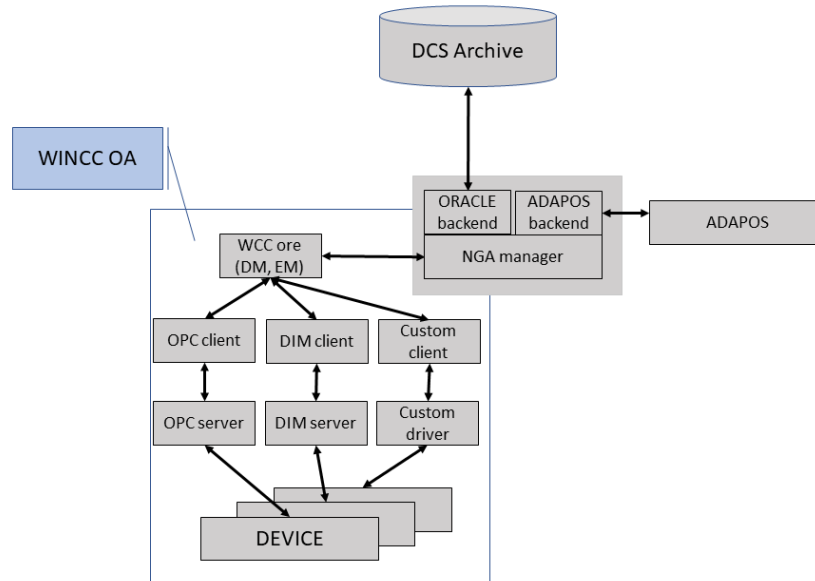 DCS Archive
WINCC OA
ORACLE
backend
ADAPOS
backend
ADAPOS
NGA manager
WCC ore
(DM, EM)
OPC client
DIM client
Custom
client
OPC server
DIM server
Custom
driver
DEVICE